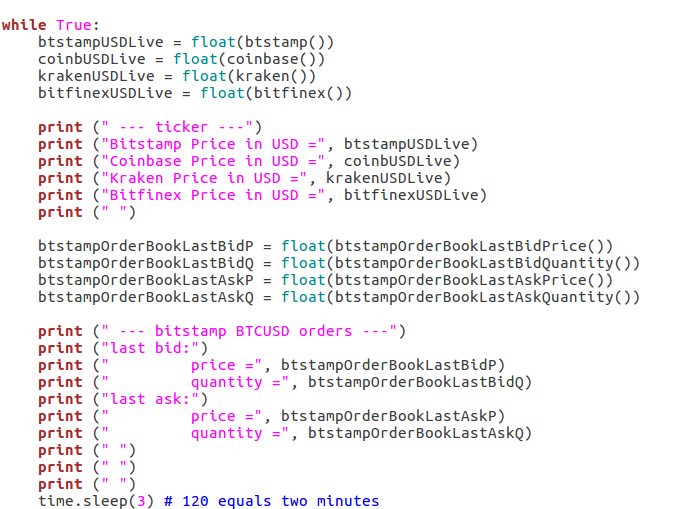 while True:
    btstampUSDLive = float(btstamp())
    coinbUSDLive = float(coinbase())
    krakenUSDLive = float(kraken())
    bitfinexUSDLive = float(bitfinex())

    print (" --- ticker ---")
    print ("Bitstamp Price in USD =", btstampUSDLive)
    print ("Coinbase Price in USD =", coinbUSDLive)
    print ("Kraken Price in USD =", krakenUSDLive)
    print ("Bitfinex Price in USD =", bitfinexUSDLive)
    print (" ")

    btstampOrderBookLastBidP = float(btstampOrderBookLastBidPrice())
    btstampOrderBookLastBidQ = float(btstampOrderBookLastBidQuantity())
    btstampOrderBookLastAskP = float(btstampOrderBookLastAskPrice())
    btstampOrderBookLastAskQ = float(btstampOrderBookLastAskQuantity())

    print (" --- bitstamp BTCUSD orders ---")
    print ("last bid:")
    print ("         price =", btstampOrderBookLastBidP)
    print ("         quantity =", btstampOrderBookLastBidQ)
    print ("last ask:")
    print ("         price =", btstampOrderBookLastAskP)
    print ("         quantity =", btstampOrderBookLastAskQ)
    print (" ")
    print (" ")
    print (" ")
    time.sleep(3) # 120 equals two minutes